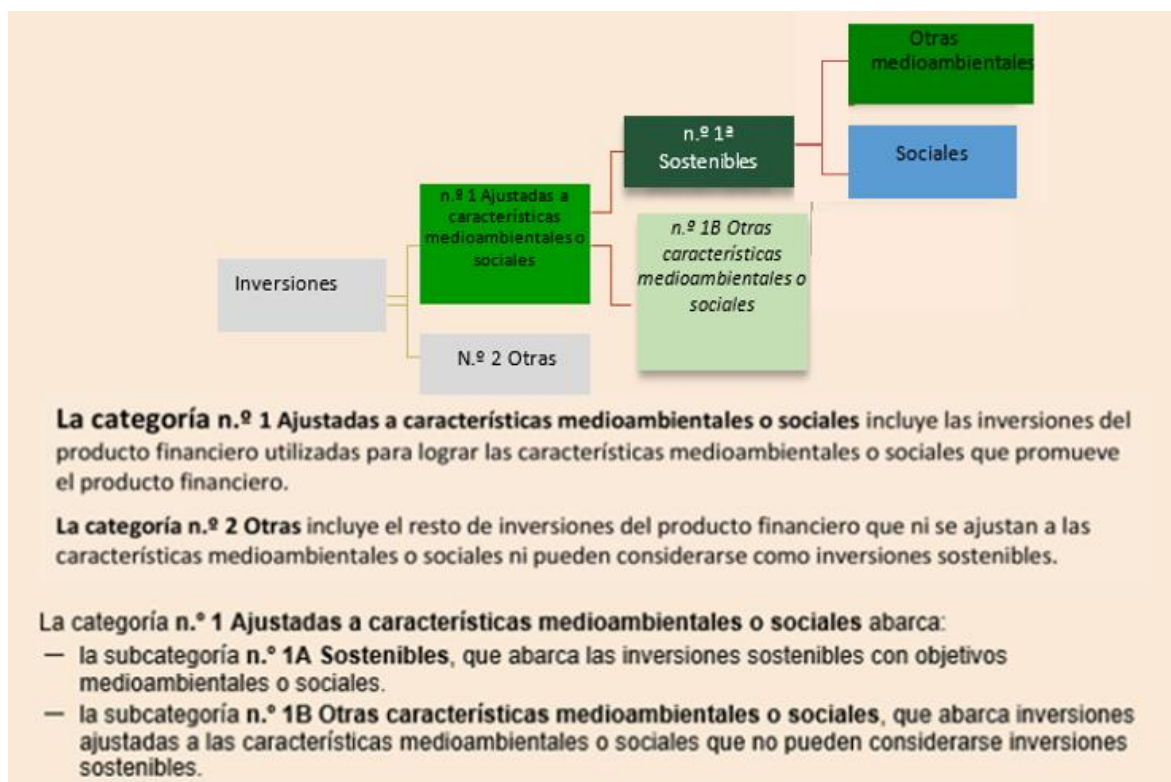 Otras
medioambientales
n.º 1ª
Sostenibles
Sociales
n.º 1 Ajustadas a
características
medioambientales o
sociales
n.º 1B Otras
características
medioambientales o
sociales
Inversiones
N.º 2 Otras
La categoría n.º 1 Ajustadas a características medioambientales o sociales incluye las inversiones del
producto financiero utilizadas para lograr las características medioambientales o sociales que promueve
el producto financiero.
La categoría n.º 2 Otras incluye el resto de inversiones del producto financiero que ni se ajustan a las
características medioambientales o sociales ni pueden considerarse como inversiones sostenibles.
La categoría n.º 1 Ajustadas a características medioambientales o sociales abarca:
— la subcategoría n.º 1A Sostenibles, que abarca las inversiones sostenibles con objetivos
medioambientales o sociales.
— la subcategoría n.º 1B Otras características medioambientales o sociales, que abarca inversiones
ajustadas a las características medioambientales o sociales que no pueden considerarse inversiones
sostenibles.